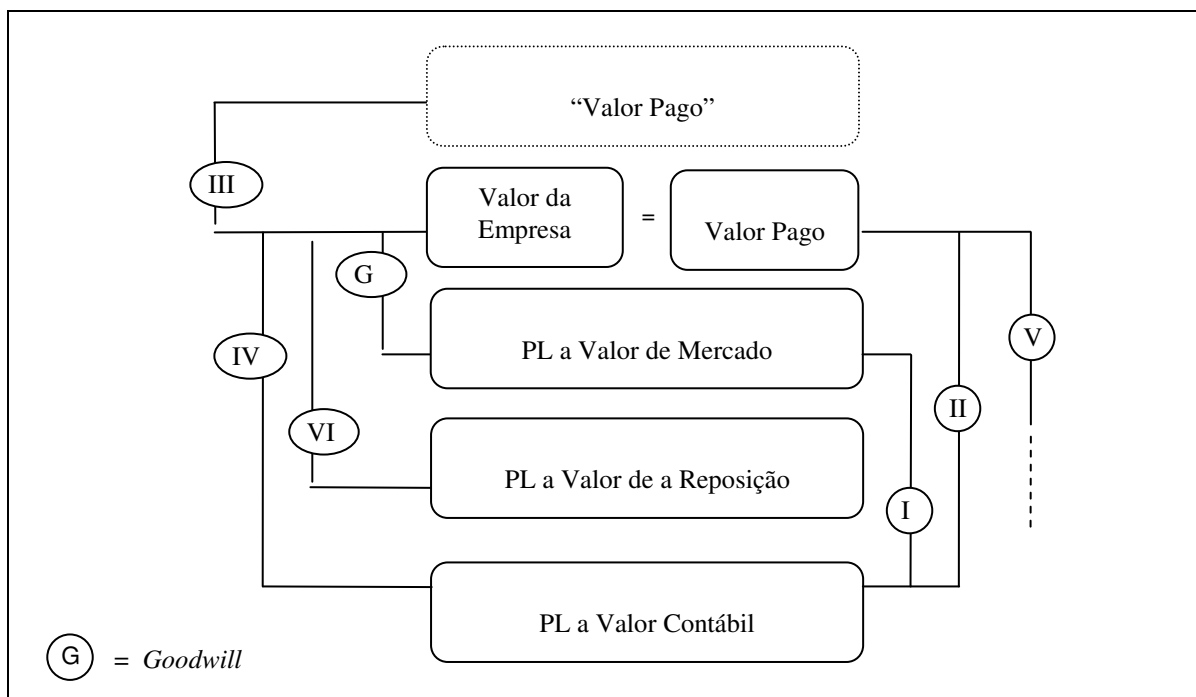 “Valor Pago”
III
Valor da
Empresa
=
Valor Pago
G
V
IV
PL a Valor de Mercado
II
VI
PL a Valor de a Reposição
I
PL a Valor Contábil
G = Goodwill